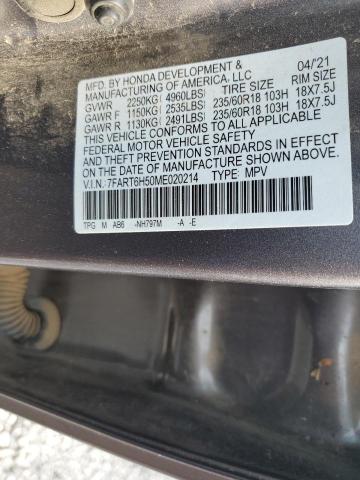 MFD. BY HONDA DEVELOPMENT & 04/'21
MANUFACTURING OF AMERICA, LLC
GVWR 2250KG( 4960LBS) TIRE SIZE RIM SIZE
GAWR F 1150KG( 2535LBS) 235/60R18 103H 18X7.5J
GAWR R 1130KG( 2491LBS) 235/60R18 103H 18X7.5J
THIS VEHICLE CONFORMS TO ALL APPLICABLE
FEDERAL MOTOR VEHICLE SAFETY
AND THEFT PREVENTION STANDARDS IN EFFECT
ON THE DATE OF MANUFACTURE SHOWN ABOVE.
V.I.N.: 7FART6H50ME020214 TYPE: MPV
TPG M AB6 -NH797M -A -E